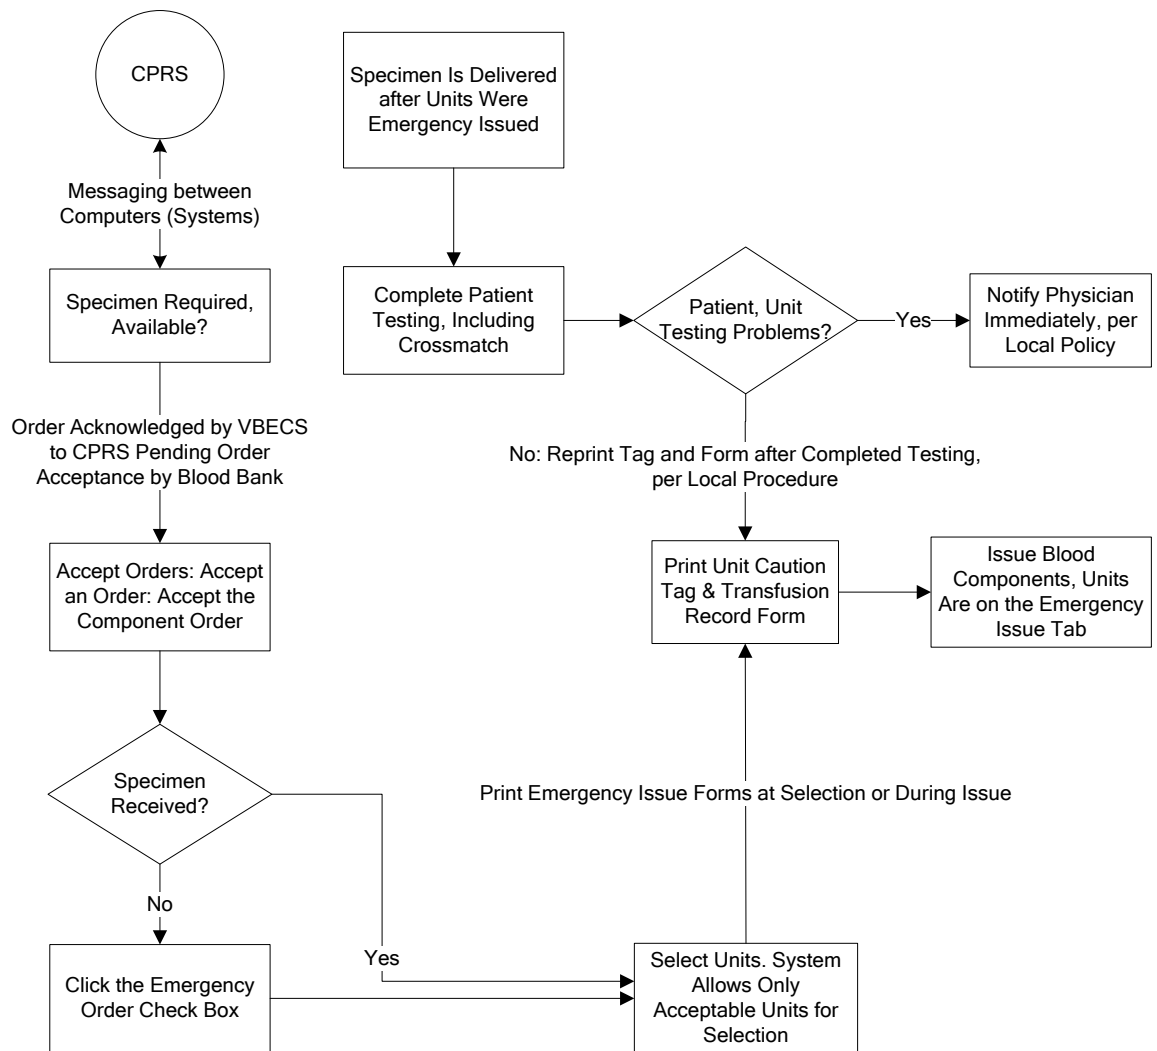 CPRS
Messaging between
Computers (Systems)
Specimen Required,
Available?
Order Acknowledged by VBECS
to CPRS Pending Order
Acceptance by Blood Bank
Accept Orders: Accept
an Order: Accept the
Component Order
Specimen
Received?
No
Yes
Click the Emergency
Order Check Box
Specimen Is Delivered
after Units Were
Emergency Issued
Complete Patient
Testing, Including
Crossmatch
Patient, Unit
Testing Problems?
Yes
Notify Physician
Immediately, per
Local Policy
No: Reprint Tag and Form after Completed Testing,
per Local Procedure
Print Unit Caution
Tag & Transfusion
Record Form
Issue Blood
Components, Units
Are on the Emergency
Issue Tab
Print Emergency Issue Forms at Selection or During Issue
Select Units. System
Allows Only
Acceptable Units for
Selection